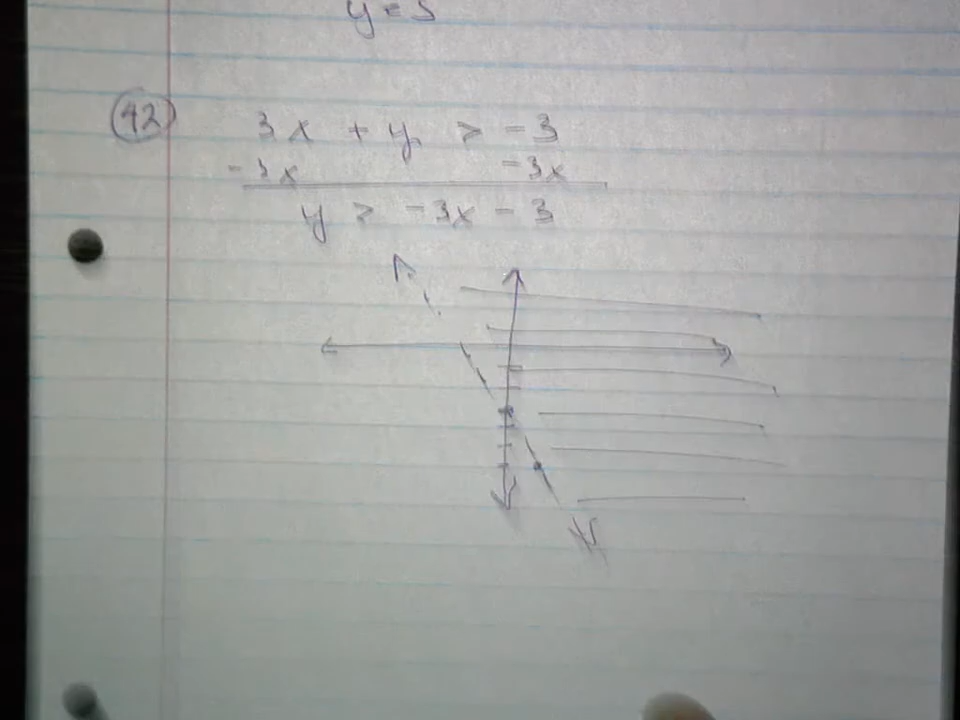 y = 5
42
3x + y > -3
-3x -3x
y > -3x - 3